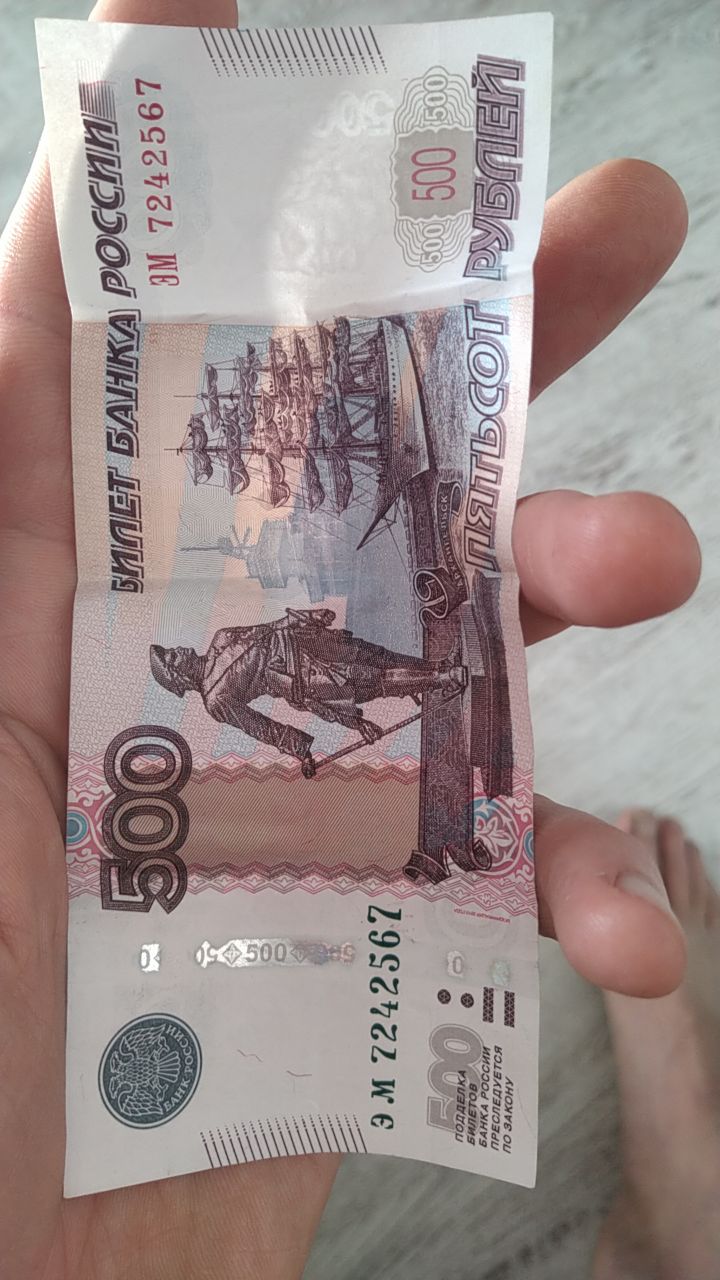 БАНК РОССИИ
500
БИЛЕТ БАНКА РОССИИ
ЭМ 7242567
500
ЭМ 7242567
500
ПОДДЕЛКА
БИЛЕТОВ
БАНКА РОССИИ
ПРЕСЛЕДУЕТСЯ
ПО ЗАКОНУ
АРХАНГЕЛЬСК
500 500 500
ПЯТЬСОТ РУБЛЕЙ